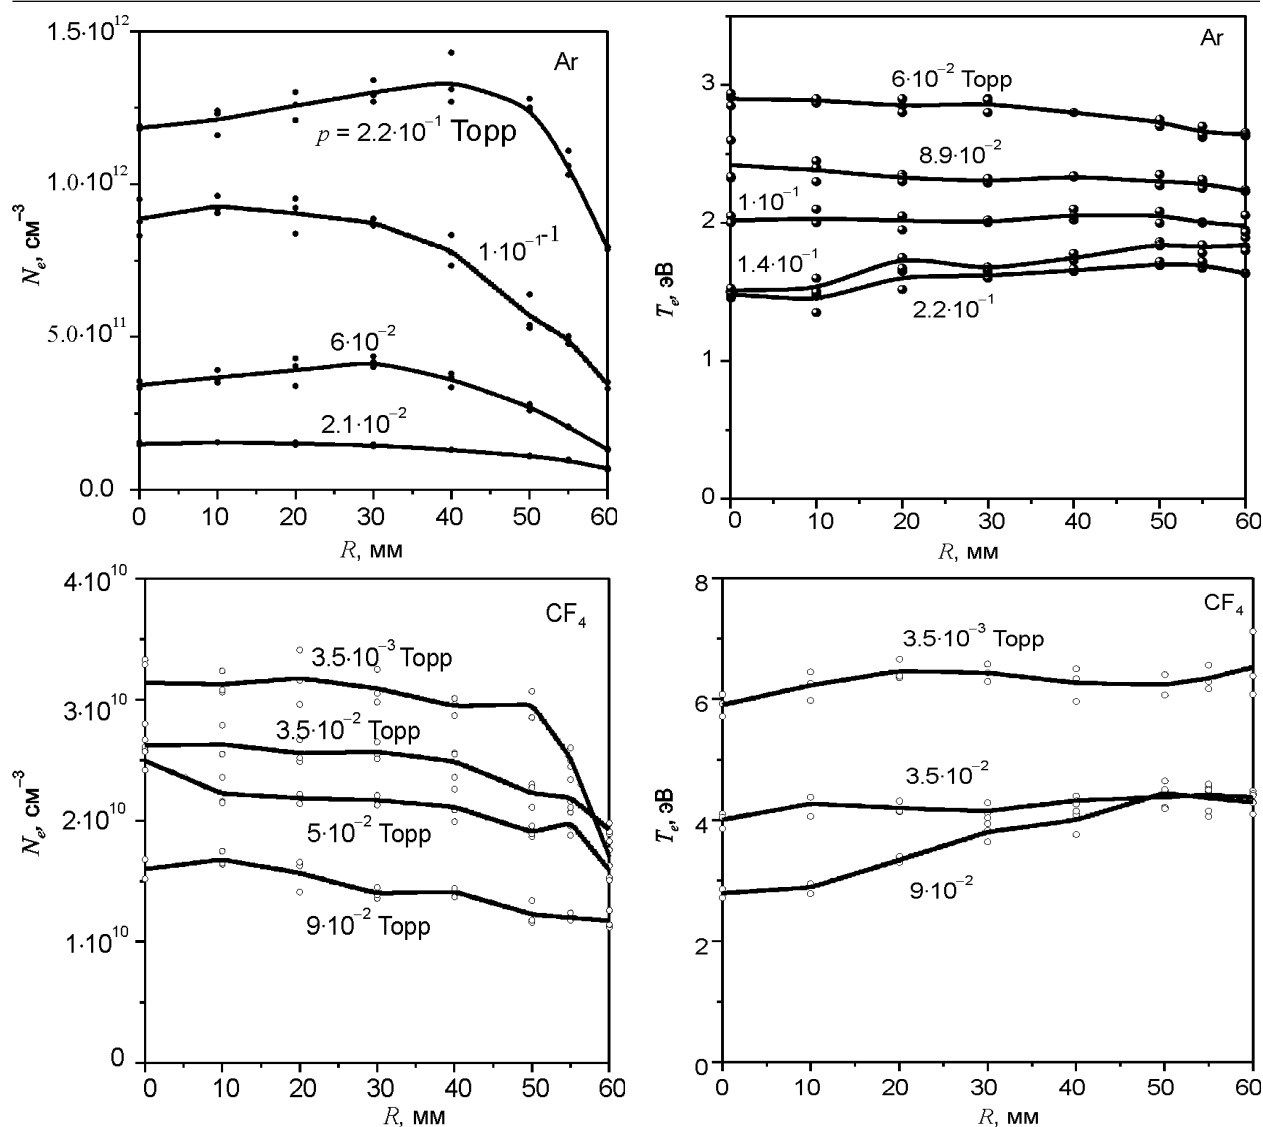 1.5·10¹²
1.0·10¹²
5.0·10¹¹
0.0
Nₑ, см⁻³
Ar
p = 2.2·10⁻¹ Торр
1·10⁻¹⁻¹
6·10⁻²
2.1·10⁻²
0 10 20 30 40 50 60
R, мм
3
2
1
0
Tₑ, эВ
Ar
6·10⁻² Торр
8.9·10⁻²
1·10⁻¹
1.4·10⁻¹
2.2·10⁻¹
0 10 20 30 40 50 60
R, мм
4·10¹⁰
3·10¹⁰
2·10¹⁰
1·10¹⁰
0
Nₑ, см⁻³
CF₄
3.5·10⁻³ Торр
3.5·10⁻² Торр
5·10⁻² Торр
9·10⁻² Торр
0 10 20 30 40 50 60
R, мм
8
6
4
2
0
Tₑ, эВ
CF₄
3.5·10⁻³ Торр
3.5·10⁻²
9·10⁻²
0 10 20 30 40 50 60
R, мм